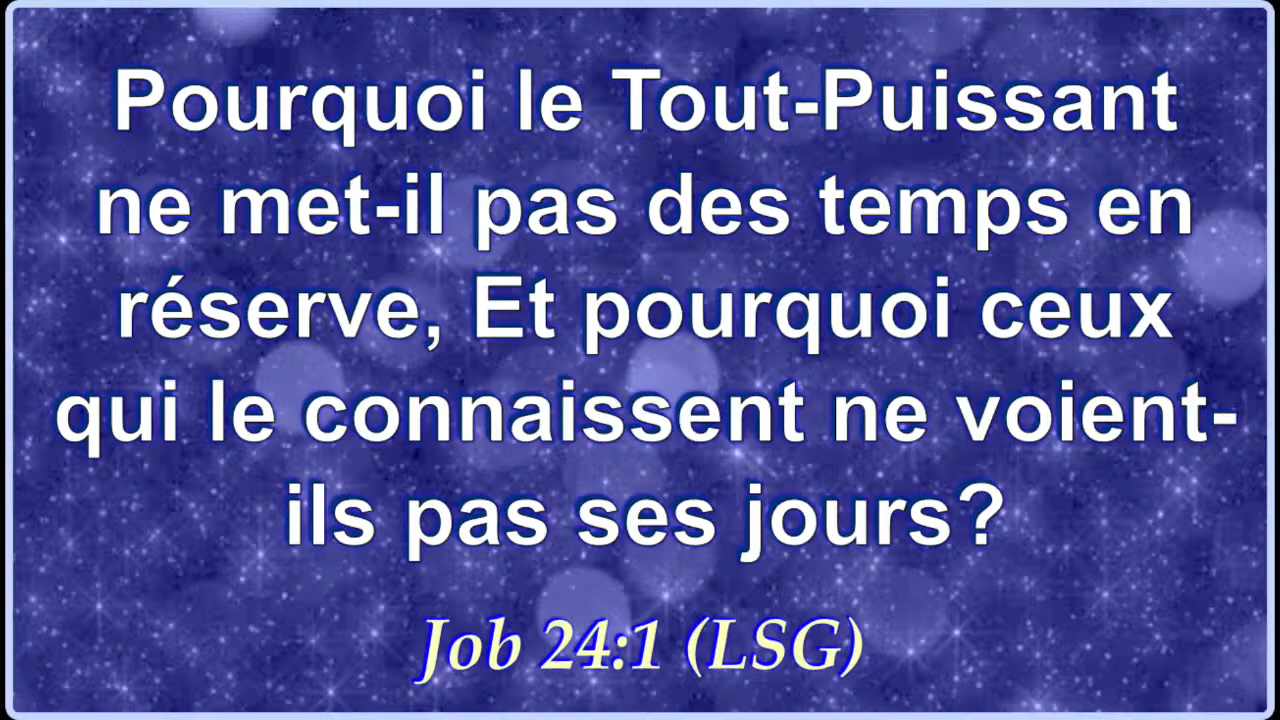 Pourquoi le Tout-Puissant
ne met-il pas des temps en
réserve, Et pourquoi ceux
qui le connaissent ne voient-
ils pas ses jours?
Job 24:1 (LSG)